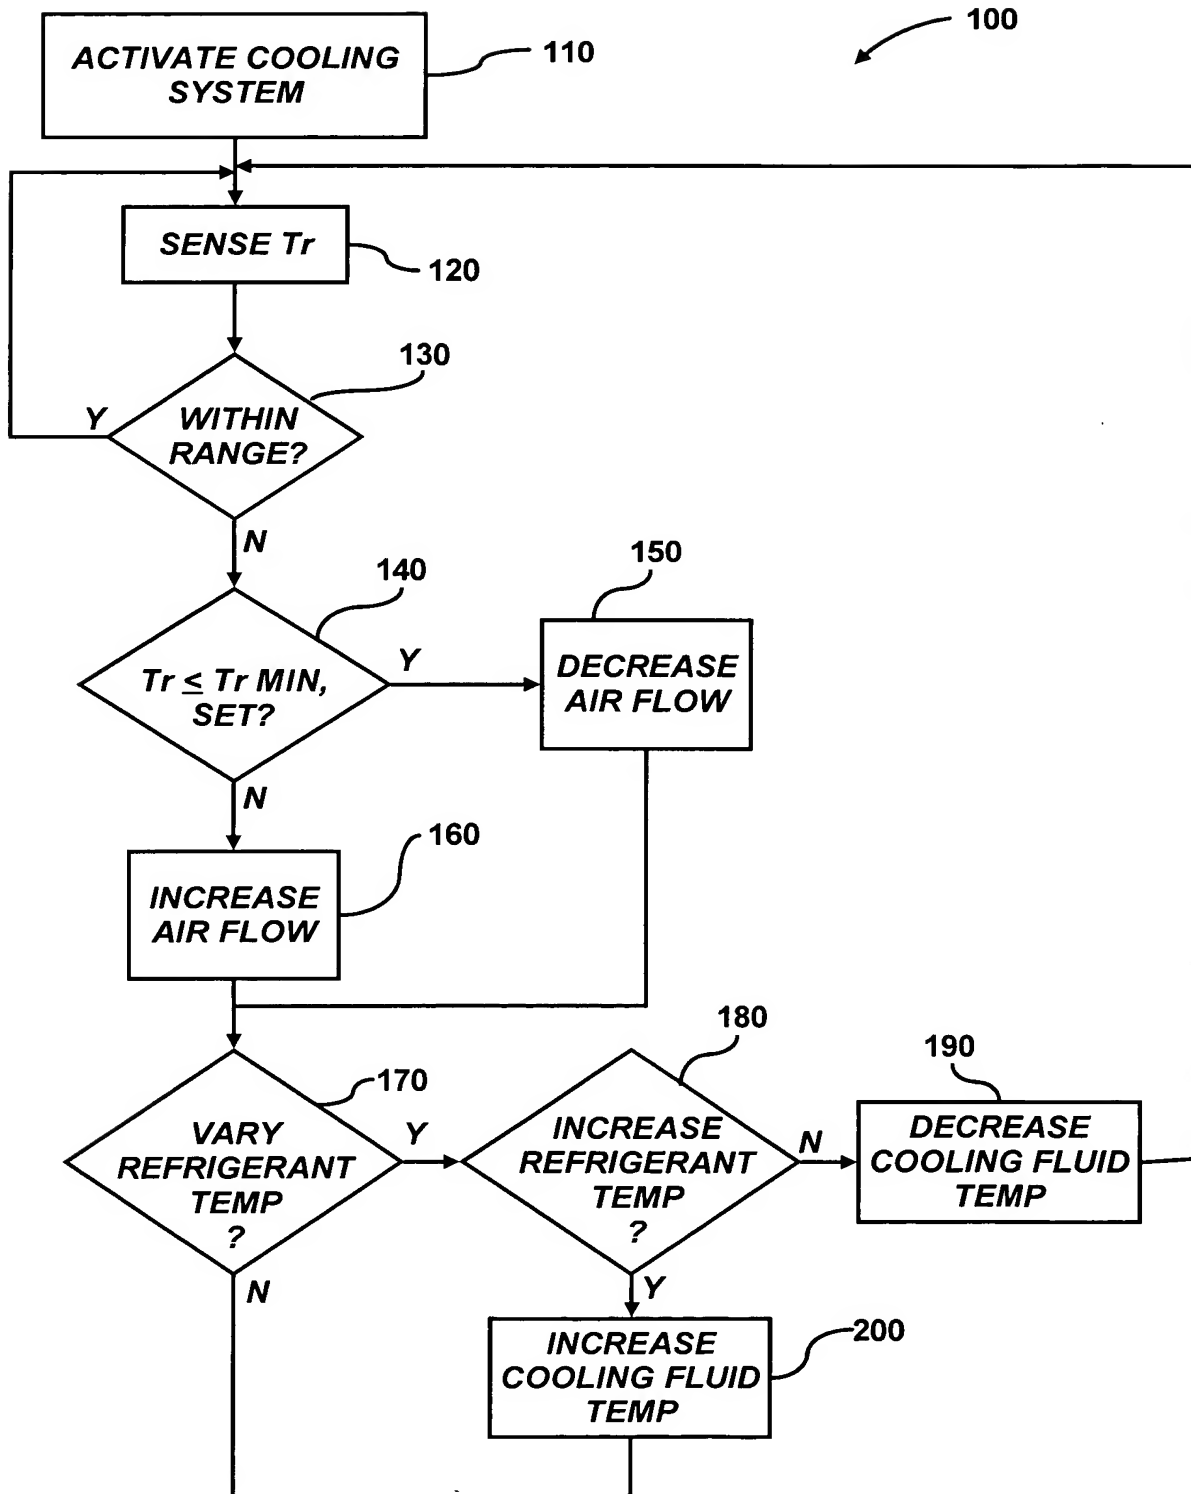 100
ACTIVATE COOLING
SYSTEM
110
SENSE Tr
120
130
WITHIN
RANGE?
Y
N
140
Tr ≤ Tr MIN,
SET?
Y
N
150
DECREASE
AIR FLOW
160
INCREASE
AIR FLOW
170
VARY
REFRIGERANT
TEMP
?
Y
N
180
INCREASE
REFRIGERANT
TEMP
?
N
Y
190
DECREASE
COOLING FLUID
TEMP
200
INCREASE
COOLING FLUID
TEMP